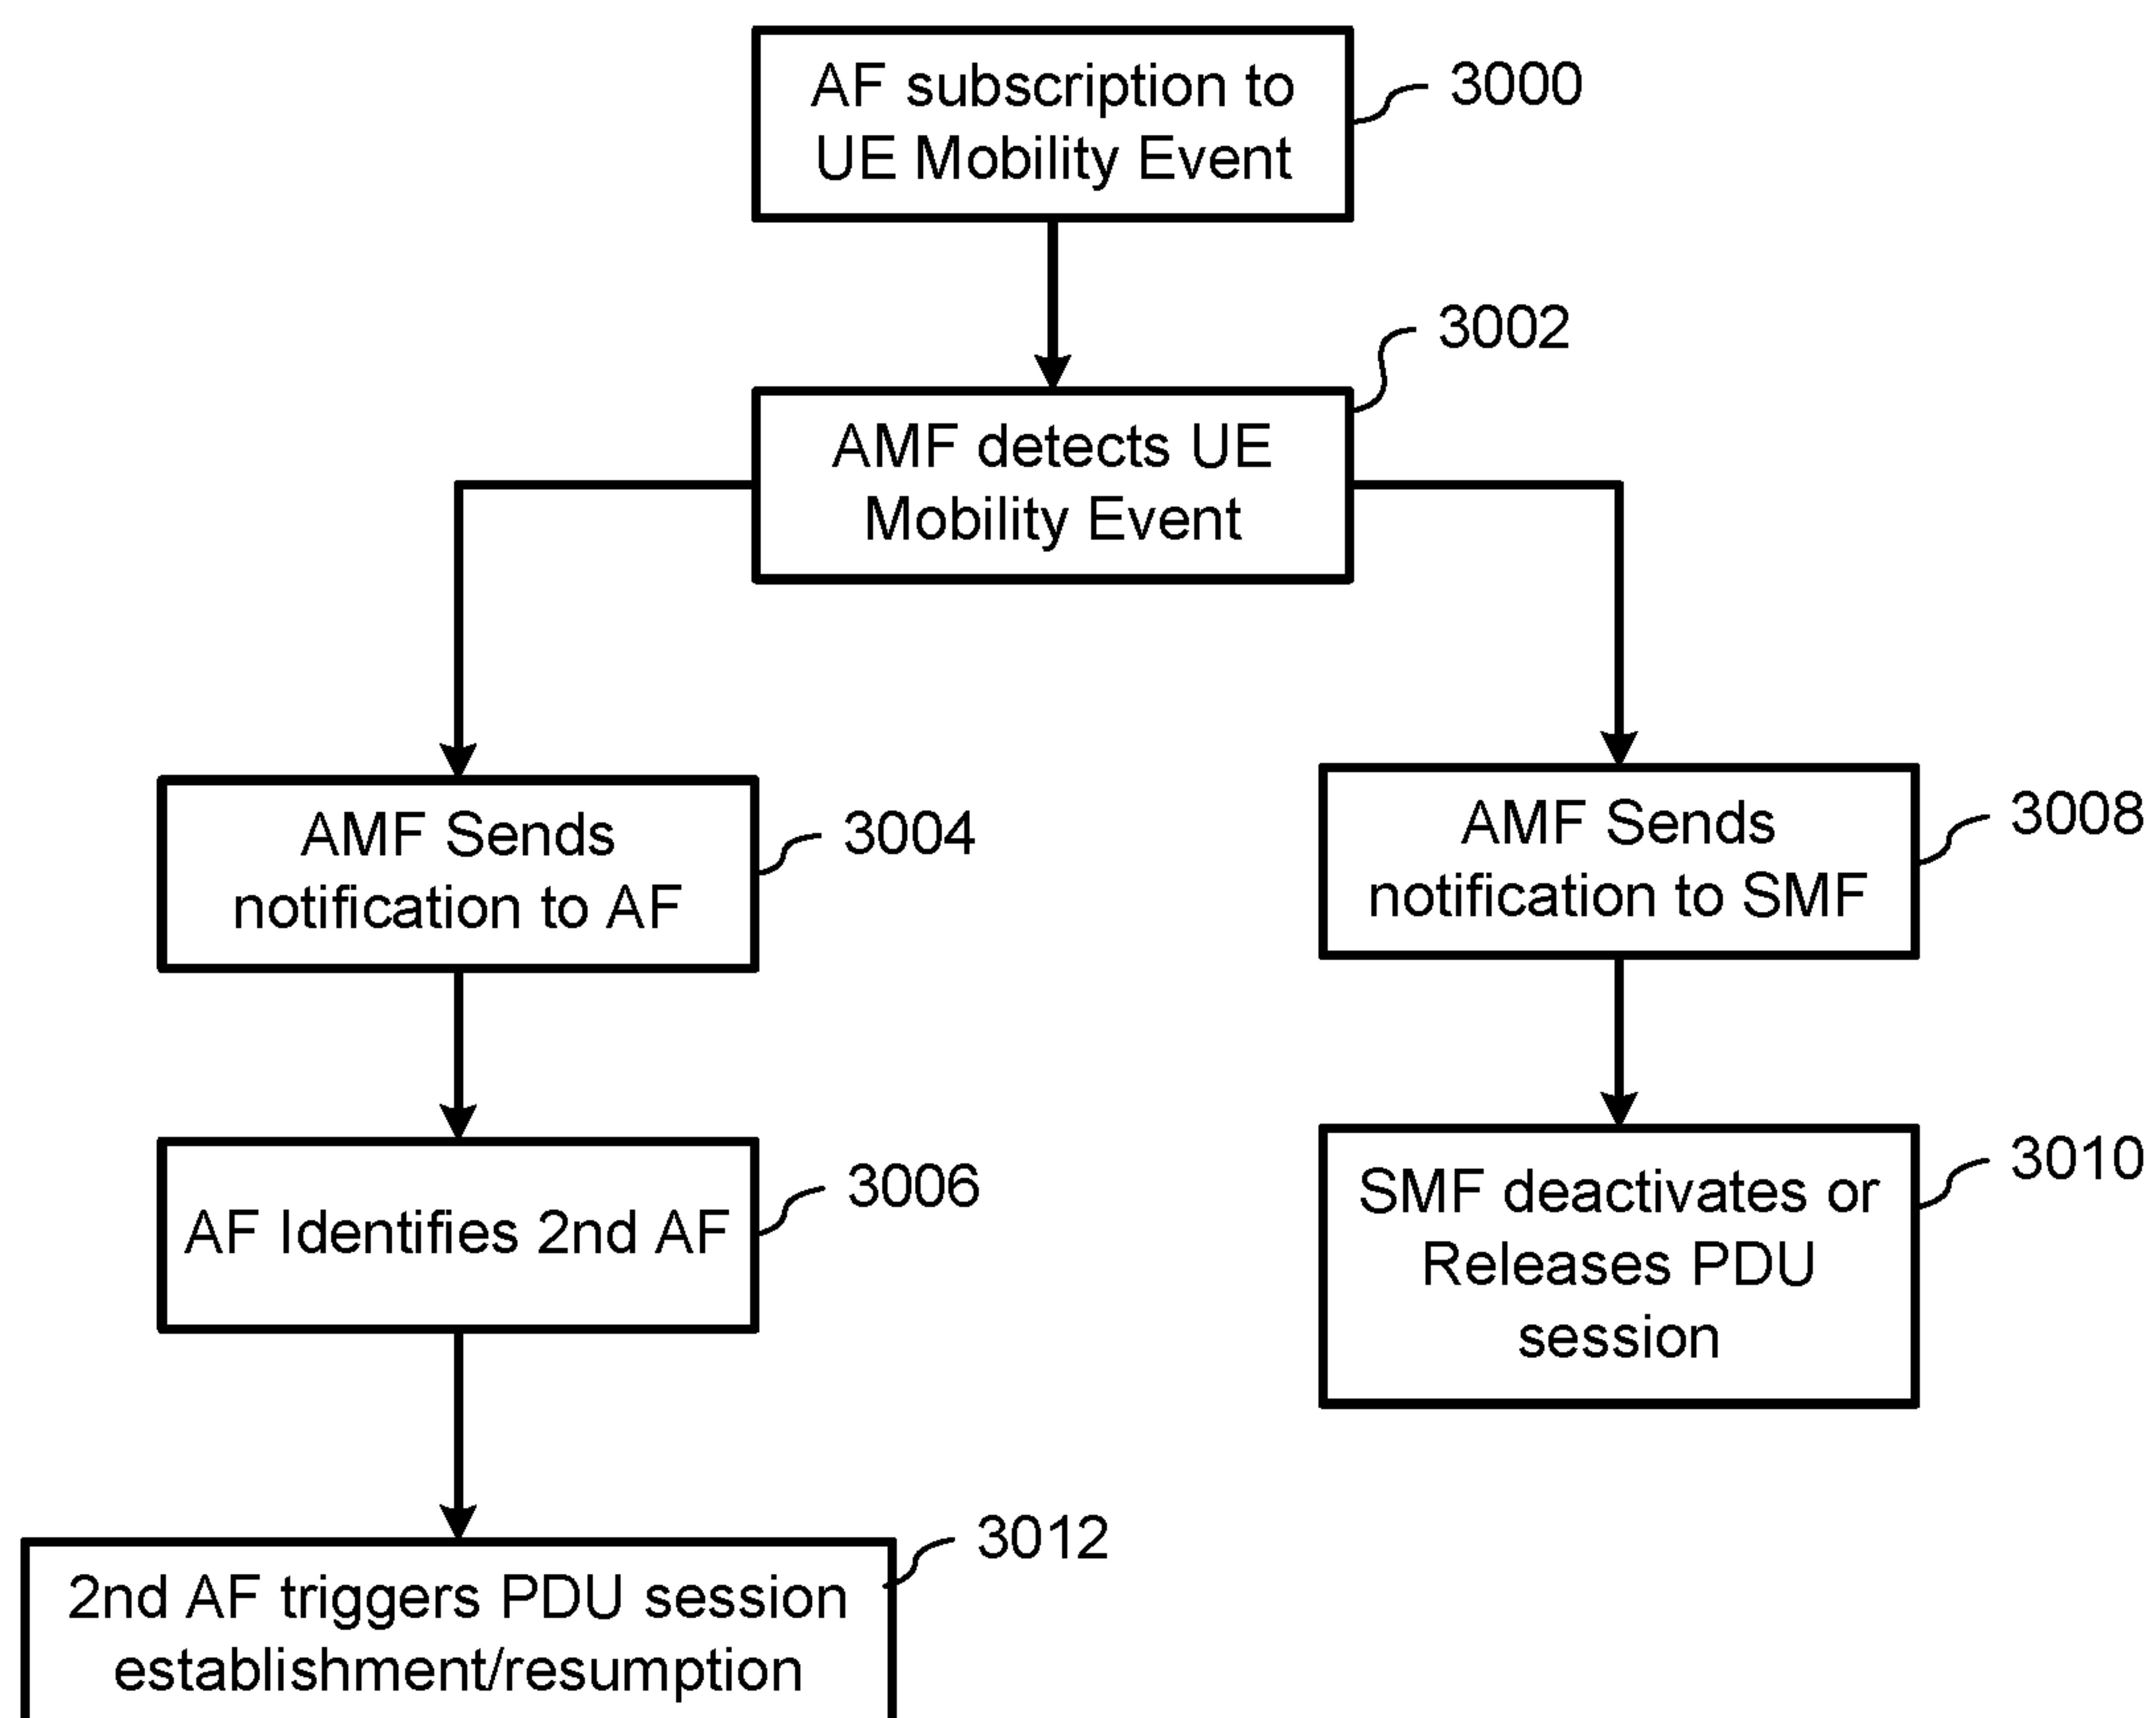 AF subscription to
UE Mobility Event
3000
3002
AMF detects UE
Mobility Event
AMF Sends
notification to AF
3004
AMF Sends
notification to SMF
3008
AF Identifies 2nd AF
3006
SMF deactivates or
Releases PDU
session
3010
2nd AF triggers PDU session
establishment/resumption
3012